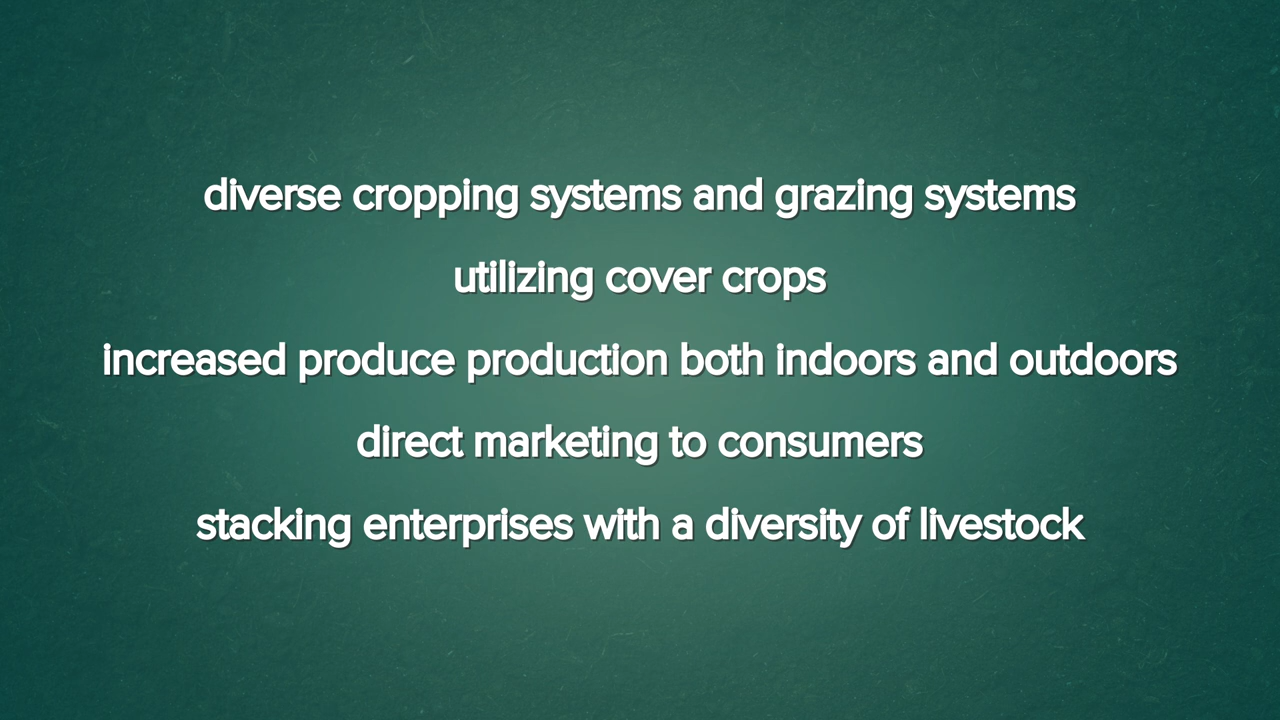 diverse cropping systems and grazing systems
utilizing cover crops
increased produce production both indoors and outdoors
direct marketing to consumers
stacking enterprises with a diversity of livestock